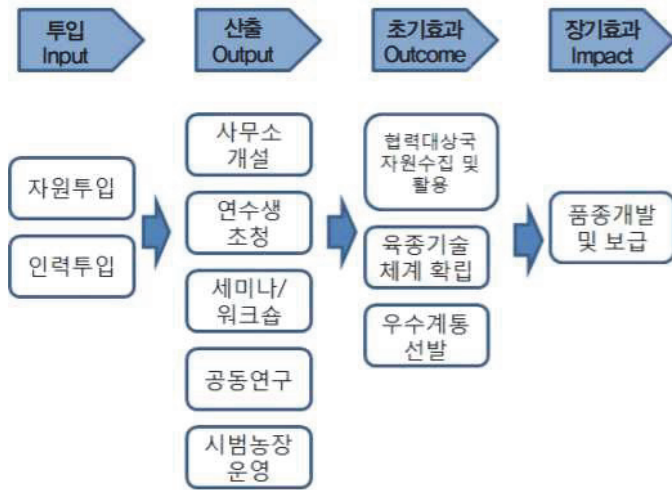 투입
Input
산출
Output
초기효과
Outcome
장기효과
Impact
자원투입
인력투입
사무소
개설
연수생
초청
세미나/
워크숍
공동연구
시범농장
운영
협력대상국
자원수집 및
활용
육종기술
체계 확립
우수계통
선발
품종개발
및 보급